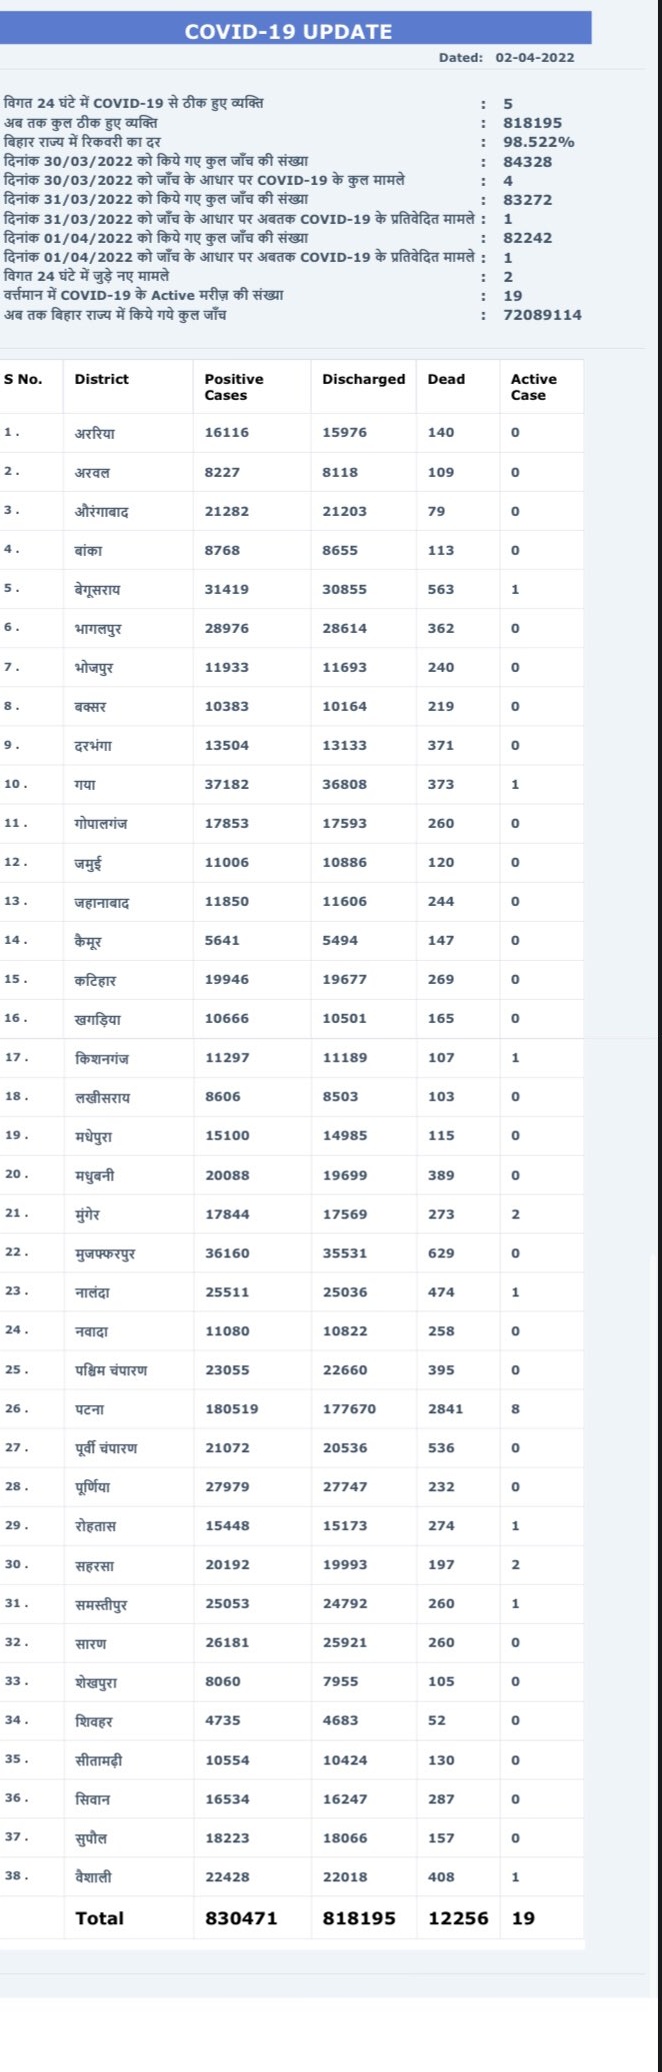 COVID-19 UPDATE
Dated: 02-04-2022
विगत 24 घंटे में COVID-19 से ठीक हुए व्यक्ति : 5
अब तक कुल ठीक हुए व्यक्ति : 818195
बिहार राज्य में रिकवरी का दर : 98.522%
दिनांक 30/03/2022 को किये गए कुल जाँच की संख्या : 84328
दिनांक 30/03/2022 को जाँच के आधार पर COVID-19 के कुल मामले : 4
दिनांक 31/03/2022 को किये गए कुल जाँच की संख्या : 83272
दिनांक 31/03/2022 को जाँच के आधार पर अबतक COVID-19 के प्रतिवेदित मामले : 1
दिनांक 01/04/2022 को किये गए कुल जाँच की संख्या : 82242
दिनांक 01/04/2022 को जाँच के आधार पर अबतक COVID-19 के प्रतिवेदित मामले : 1
विगत 24 घंटे में जुड़े नए मामले : 2
वर्त्तमान में COVID-19 के Active मरीज़ की संख्या : 19
अब तक बिहार राज्य में किये गये कुल जाँच : 72089114
S No. District Positive Cases Discharged Dead Active Case
1. अररिया 16116 15976 140 0
2. अरवल 8227 8118 109 0
3. औरंगाबाद 21282 21203 79 0
4. बांका 8768 8655 113 0
5. बेगूसराय 31419 30855 563 1
6. भागलपुर 28976 28614 362 0
7. भोजपुर 11933 11693 240 0
8. बक्सर 10383 10164 219 0
9. दरभंगा 13504 13133 371 0
10. गया 37182 36808 373 1
11. गोपालगंज 17853 17593 260 0
12. जमुई 11006 10886 120 0
13. जहानाबाद 11850 11606 244 0
14. कैमूर 5641 5494 147 0
15. कटिहार 19946 19677 269 0
16. खगड़िया 10666 10501 165 0
17. किशनगंज 11297 11189 107 1
18. लखीसराय 8606 8503 103 0
19. मधेपुरा 15100 14985 115 0
20. मधुबनी 20088 19699 389 0
21. मुंगेर 17844 17569 273 2
22. मुजफ्फरपुर 36160 35531 629 0
23. नालंदा 25511 25036 474 1
24. नवादा 11080 10822 258 0
25. पश्चिम चंपारण 23055 22660 395 0
26. पटना 180519 177670 2841 8
27. पूर्वी चंपारण 21072 20536 536 0
28. पूर्णिया 27979 27747 232 0
29. रोहतास 15448 15173 274 1
30. सहरसा 20192 19993 197 2
31. समस्तीपुर 25053 24792 260 1
32. सारण 26181 25921 260 0
33. शेखपुरा 8060 7955 105 0
34. शिवहर 4735 4683 52 0
35. सीतामढ़ी 10554 10424 130 0
36. सिवान 16534 16247 287 0
37. सुपौल 18223 18066 157 0
38. वैशाली 22428 22018 408 1
Total 830471 818195 12256 19